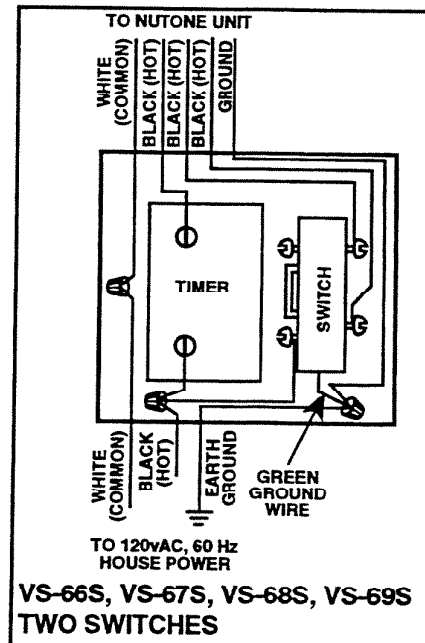 TO NUTONE UNIT
WHITE
(COMMON)
BLACK (HOT)
BLACK (HOT)
BLACK (HOT)
GROUND
TIMER
SWITCH
WHITE
(COMMON)
BLACK
(HOT)
EARTH
GROUND
GREEN
GROUND
WIRE
TO 120vAC, 60 Hz
HOUSE POWER
VS-66S, VS-67S, VS-68S, VS-69S
TWO SWITCHES